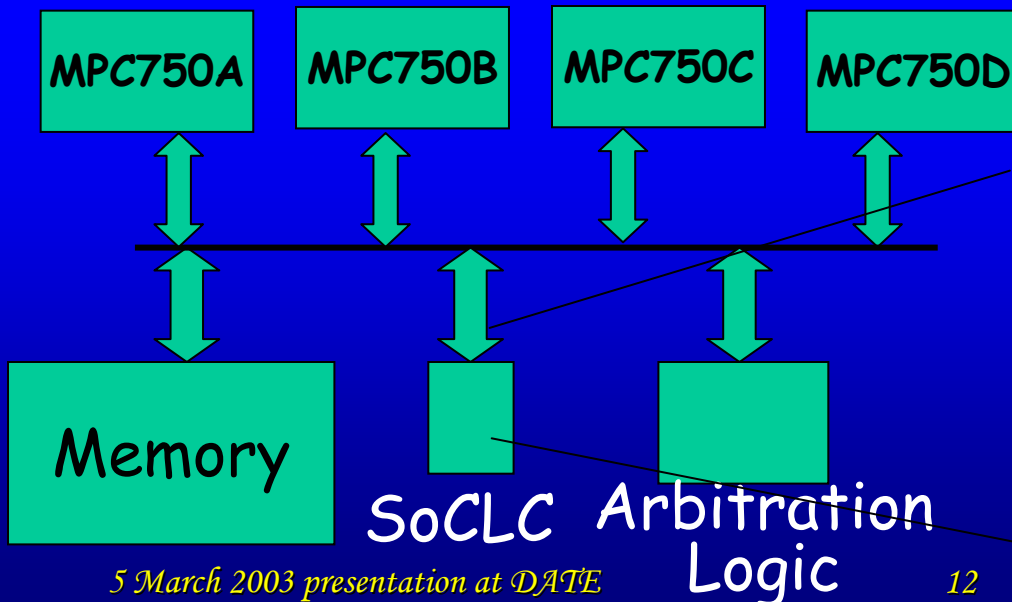 MPC750A MPC750B MPC750C MPC750D
Memory
SoCLC
Arbitration
Logic
5 March 2003 presentation at DATE
12